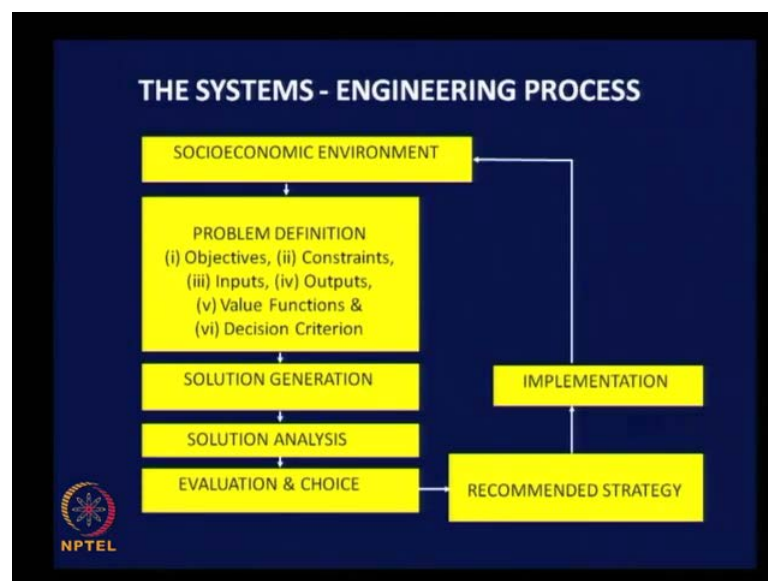 THE SYSTEMS - ENGINEERING PROCESS
SOCIOECONOMIC ENVIRONMENT
PROBLEM DEFINITION
(i) Objectives, (ii) Constraints,
(iii) Inputs, (iv) Outputs,
(v) Value Functions &
(vi) Decision Criterion
SOLUTION GENERATION
SOLUTION ANALYSIS
EVALUATION & CHOICE
RECOMMENDED STRATEGY
IMPLEMENTATION
NPTEL